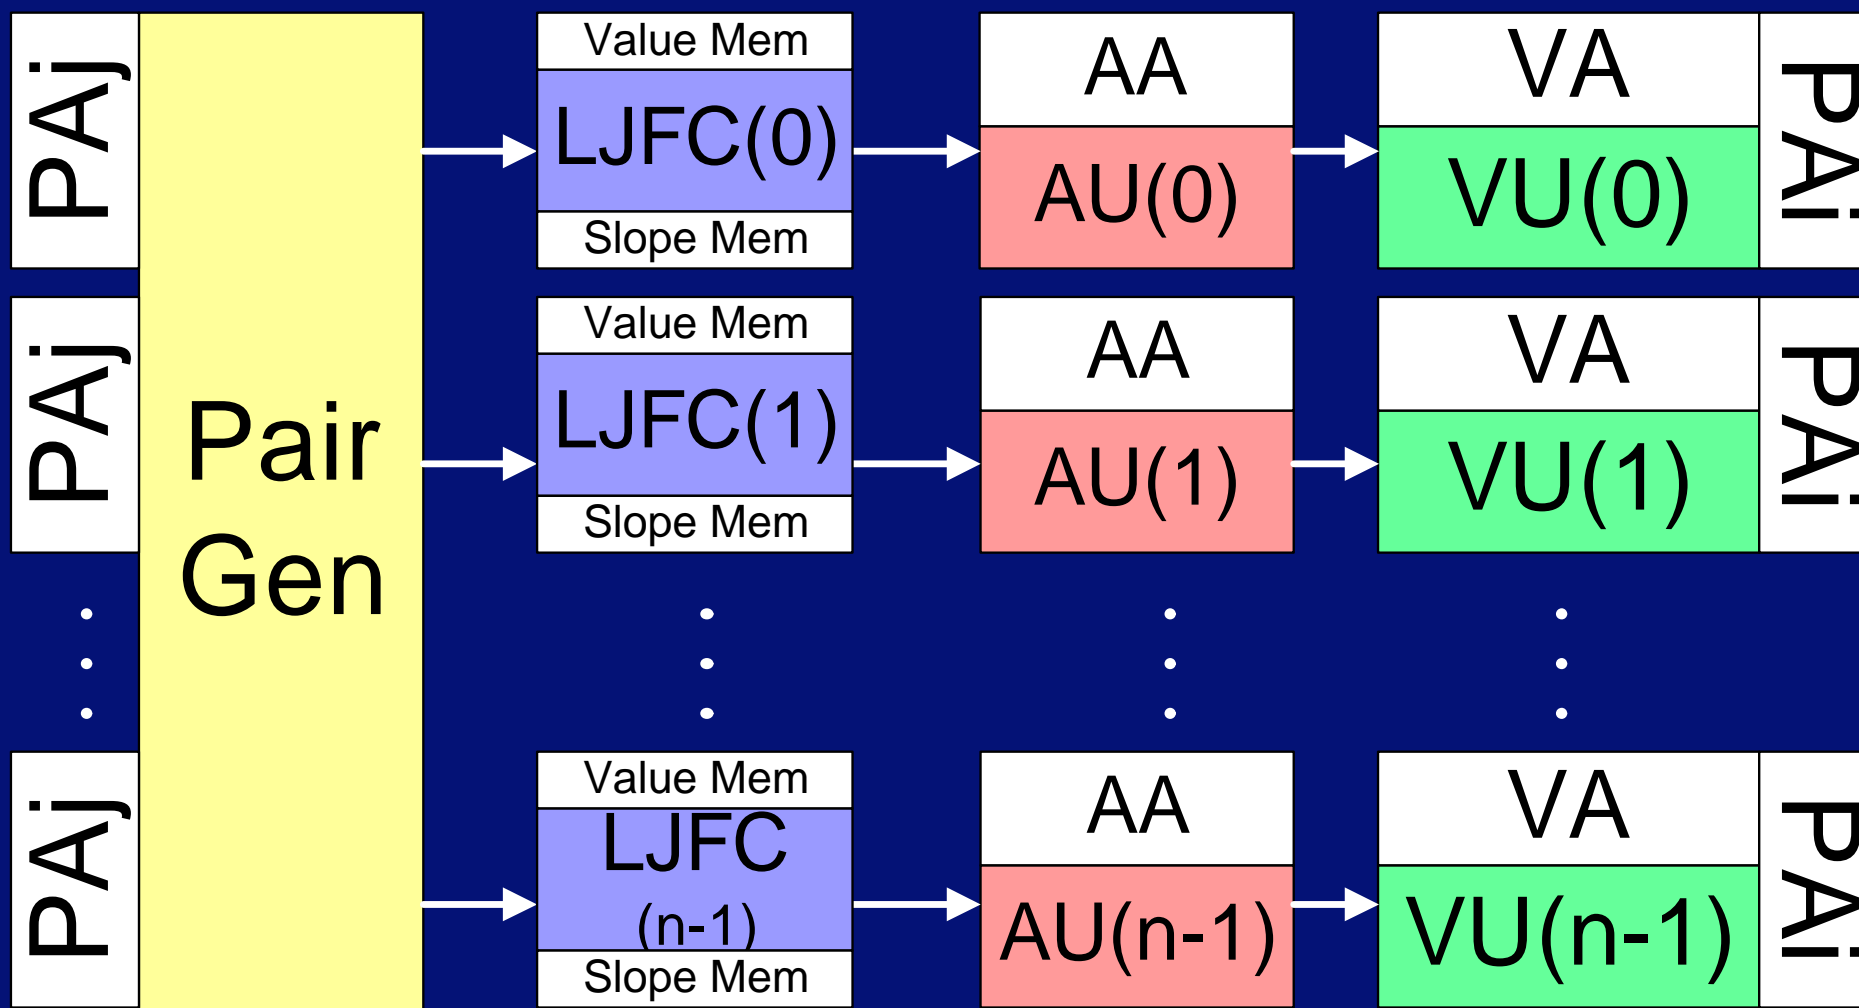 PAj
Value Mem
LJFC(0)
Slope Mem
AA
AU(0)
VA
VU(0)
PAi
PAj
Pair
Gen
Value Mem
LJFC(1)
Slope Mem
AA
AU(1)
VA
VU(1)
PAi
PAj
Value Mem
LJFC
(n-1)
Slope Mem
AA
AU(n-1)
VA
VU(n-1)
PAi